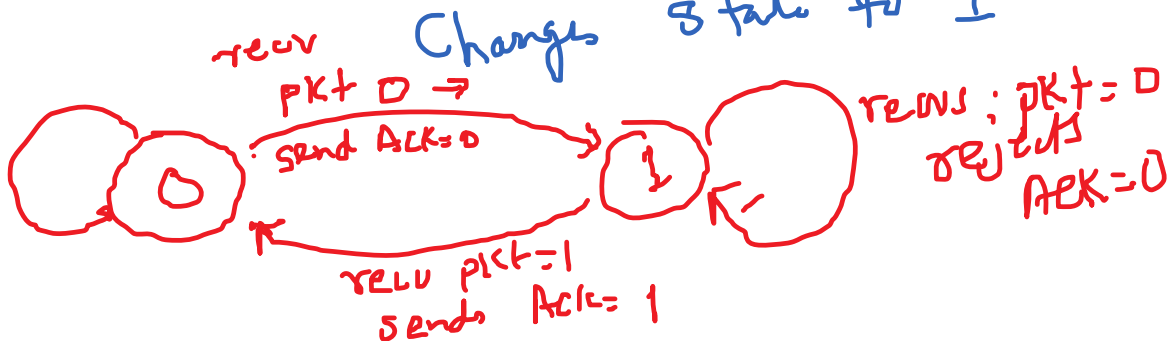 Changes state to 1
recv
pkt 0 →
send Ack=0
0
1
recvs : pkt=0
rejects
Ack=0
recv pkt=1
sends Ack=1